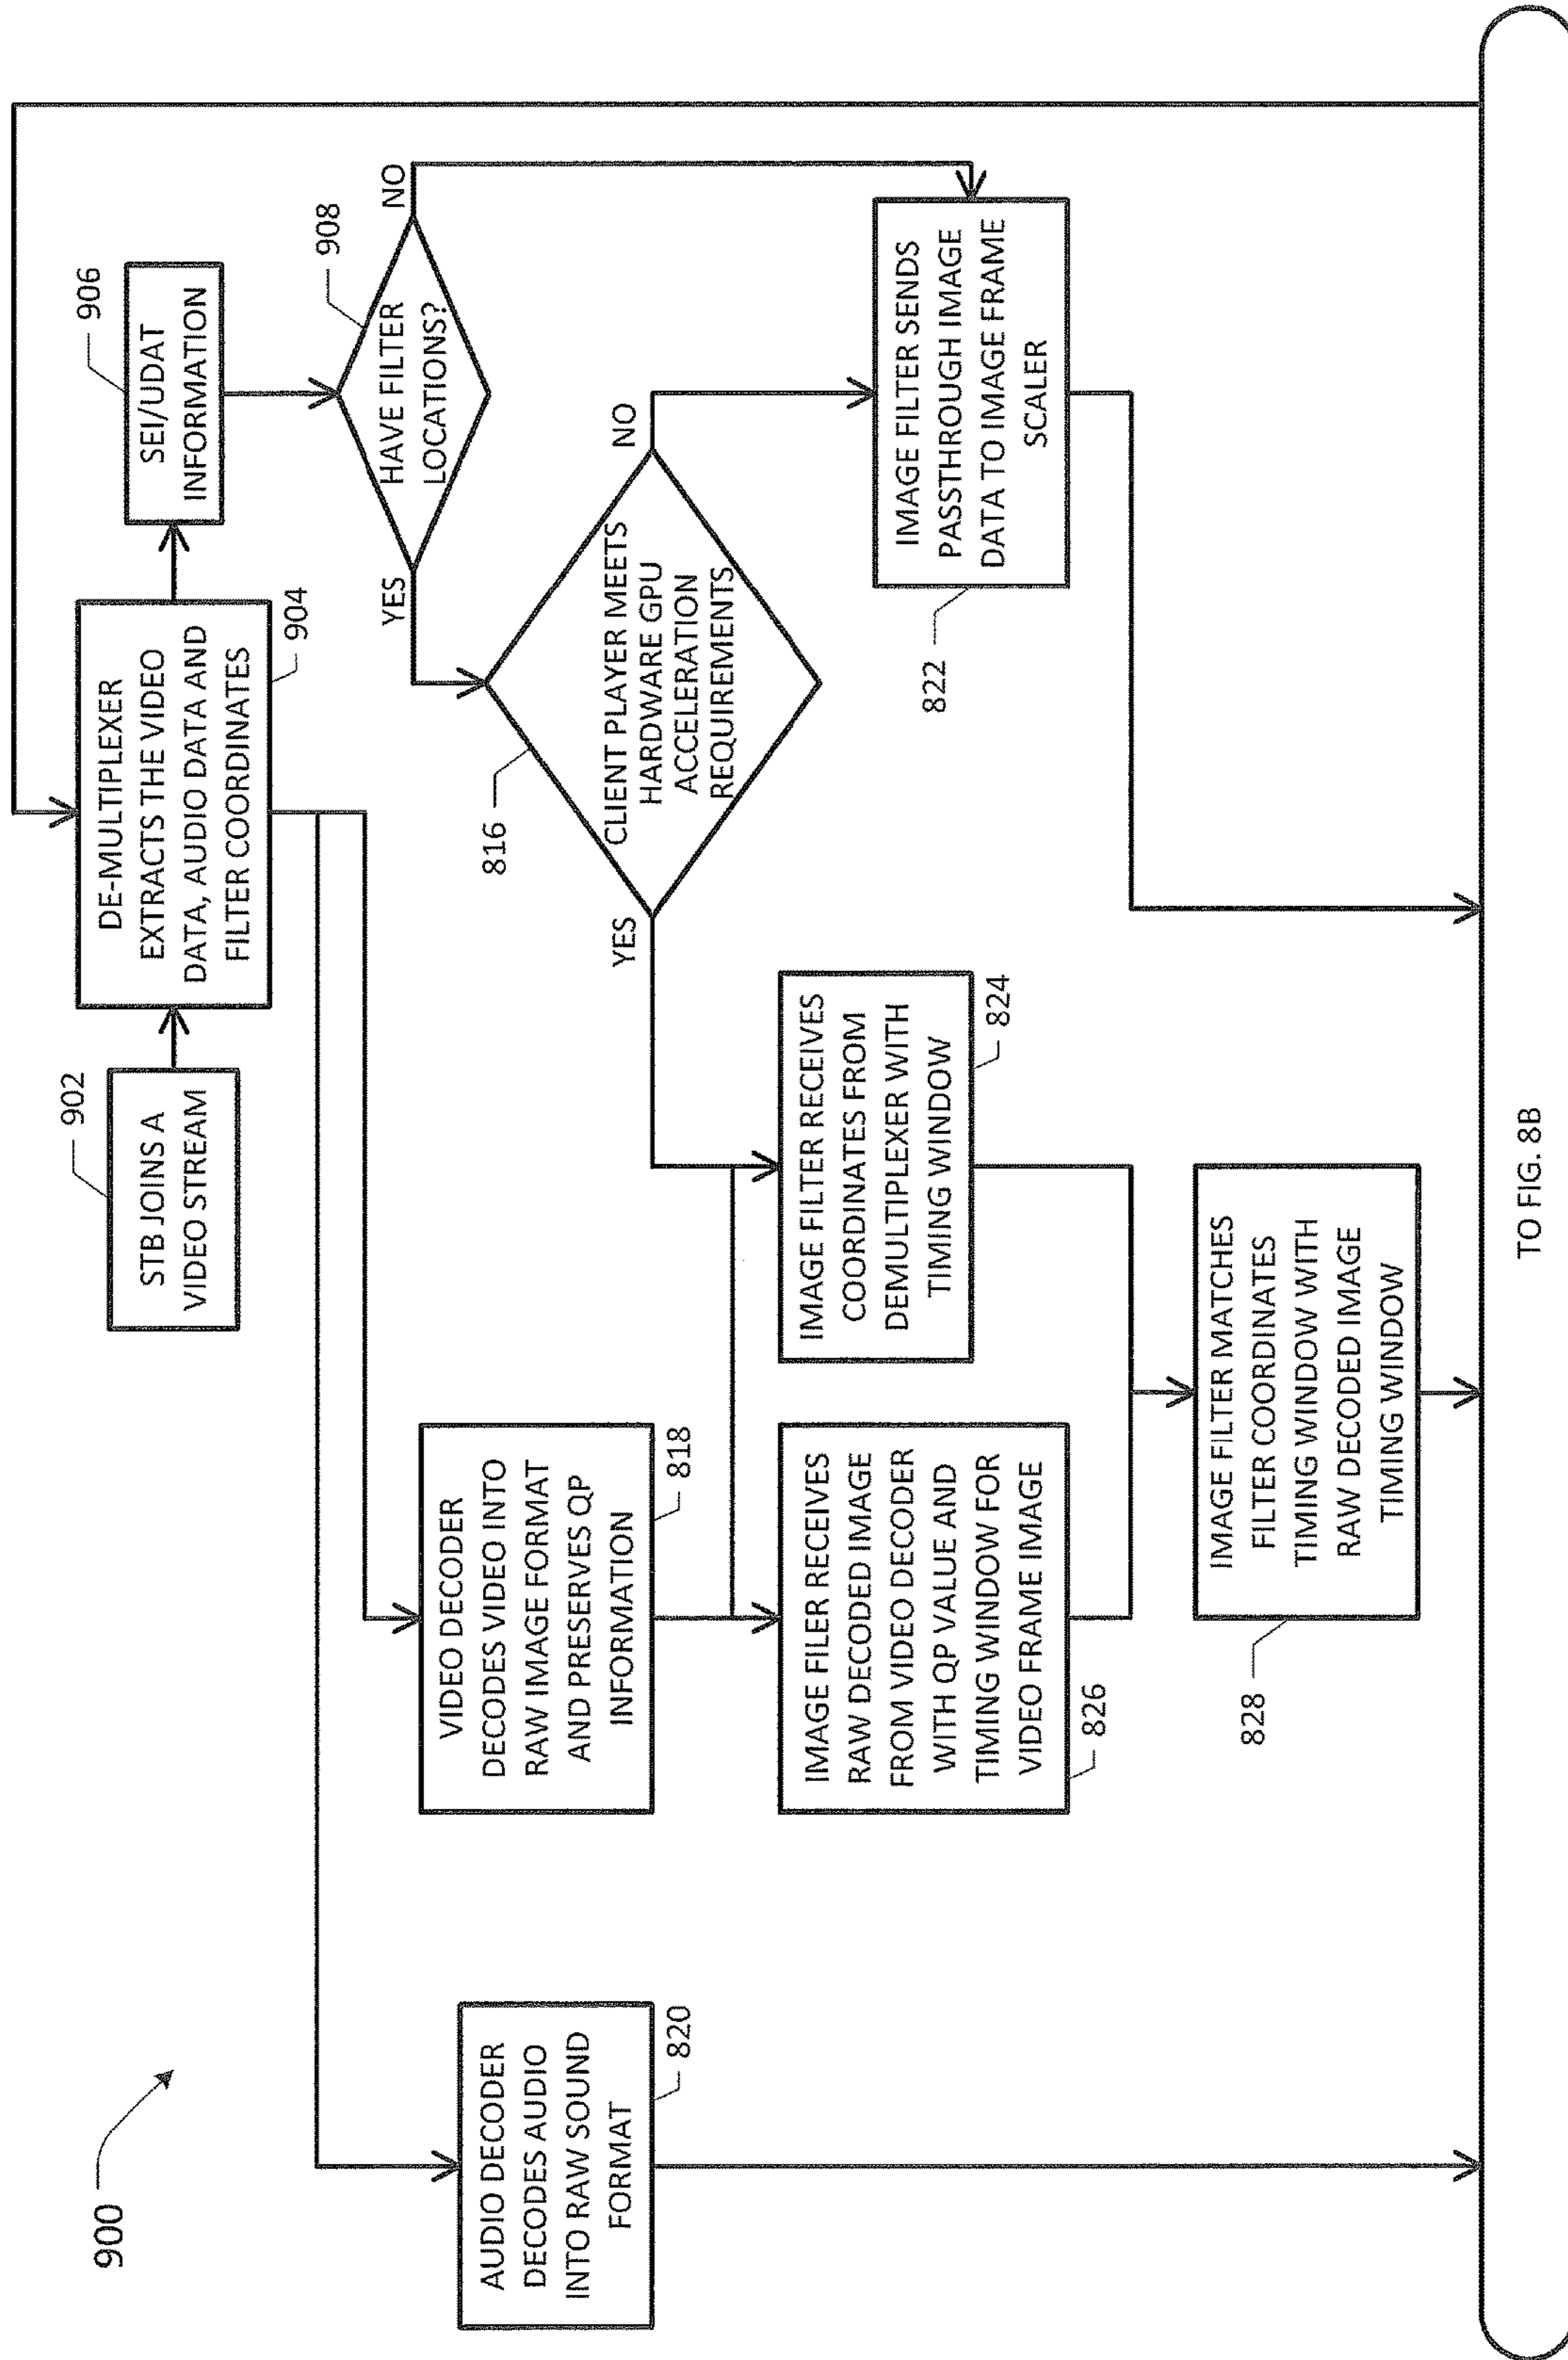 900
902
STB JOINS A
VIDEO STREAM
DE-MULTIPLEXER
EXTRACTS THE VIDEO
DATA, AUDIO DATA AND
FILTER COORDINATES
904
906
SEI/UDAT
INFORMATION
908
HAVE FILTER
LOCATIONS?
YES
NO
816
CLIENT PLAYER MEETS
HARDWARE GPU
ACCELERATION
REQUIREMENTS
YES
NO
AUDIO DECODER
DECODES AUDIO
INTO RAW SOUND
FORMAT
820
VIDEO DECODER
DECODES VIDEO INTO
RAW IMAGE FORMAT
AND PRESERVES QP
INFORMATION
818
IMAGE FILER RECEIVES
RAW DECODED IMAGE
FROM VIDEO DECODER
WITH QP VALUE AND
TIMING WINDOW FOR
VIDEO FRAME IMAGE
826
IMAGE FILTER RECEIVES
COORDINATES FROM
DEMULTIPLEXER WITH
TIMING WINDOW
824
IMAGE FILTER SENDS
PASSTHROUGH IMAGE
DATA TO IMAGE FRAME
SCALER
822
IMAGE FILTER MATCHES
FILTER COORDINATES
TIMING WINDOW WITH
RAW DECODED IMAGE
TIMING WINDOW
828
TO FIG. 8B